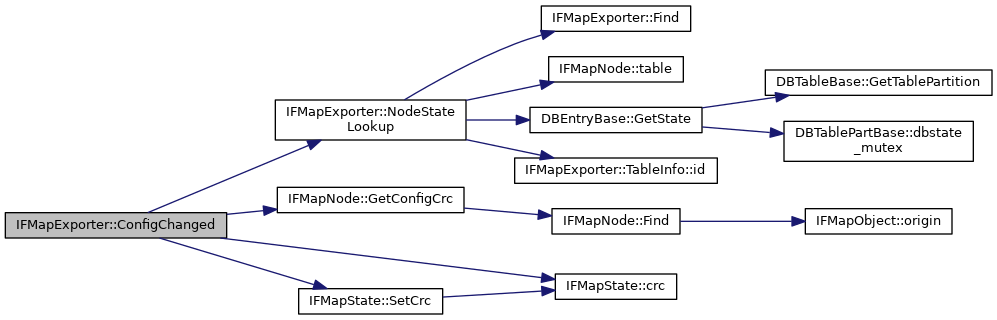 IFMapExporter::Find
IFMapNode::table
DBTableBase::GetTablePartition
IFMapExporter::NodeState
Lookup
DBEntryBase::GetState
DBTablePartBase::dbstate
_mutex
IFMapExporter::TableInfo::id
IFMapNode::GetConfigCrc
IFMapExporter::ConfigChanged
IFMapNode::Find
IFMapObject::origin
IFMapState::SetCrc
IFMapState::crc